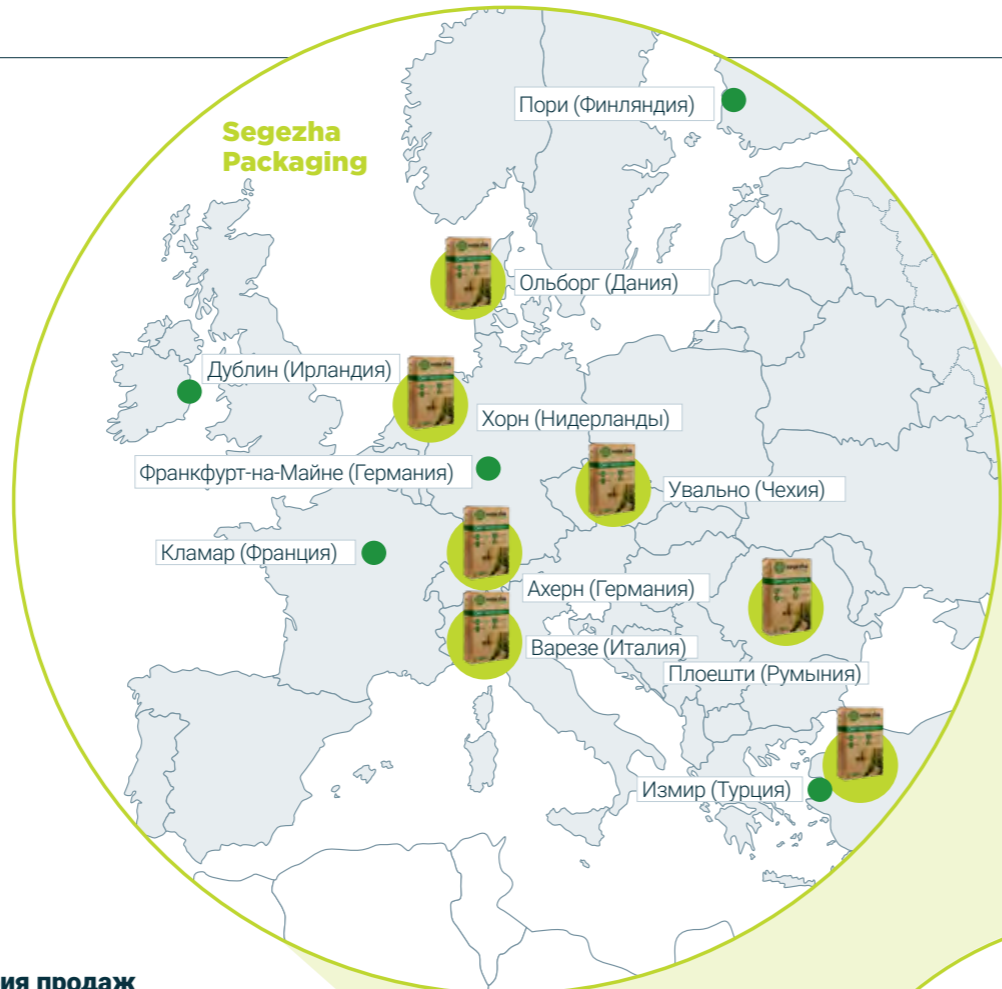 Segezha
Packaging
Пори (Финляндия)
Ольборг (Дания)
Дублин (Ирландия)
Хорн (Нидерланды)
Франкфурт-на-Майне (Германия)
Увально (Чехия)
Кламар (Франция)
Ахерн (Германия)
Варезе (Италия)
Плоешти (Румыния)
Измир (Турция)
ия продаж